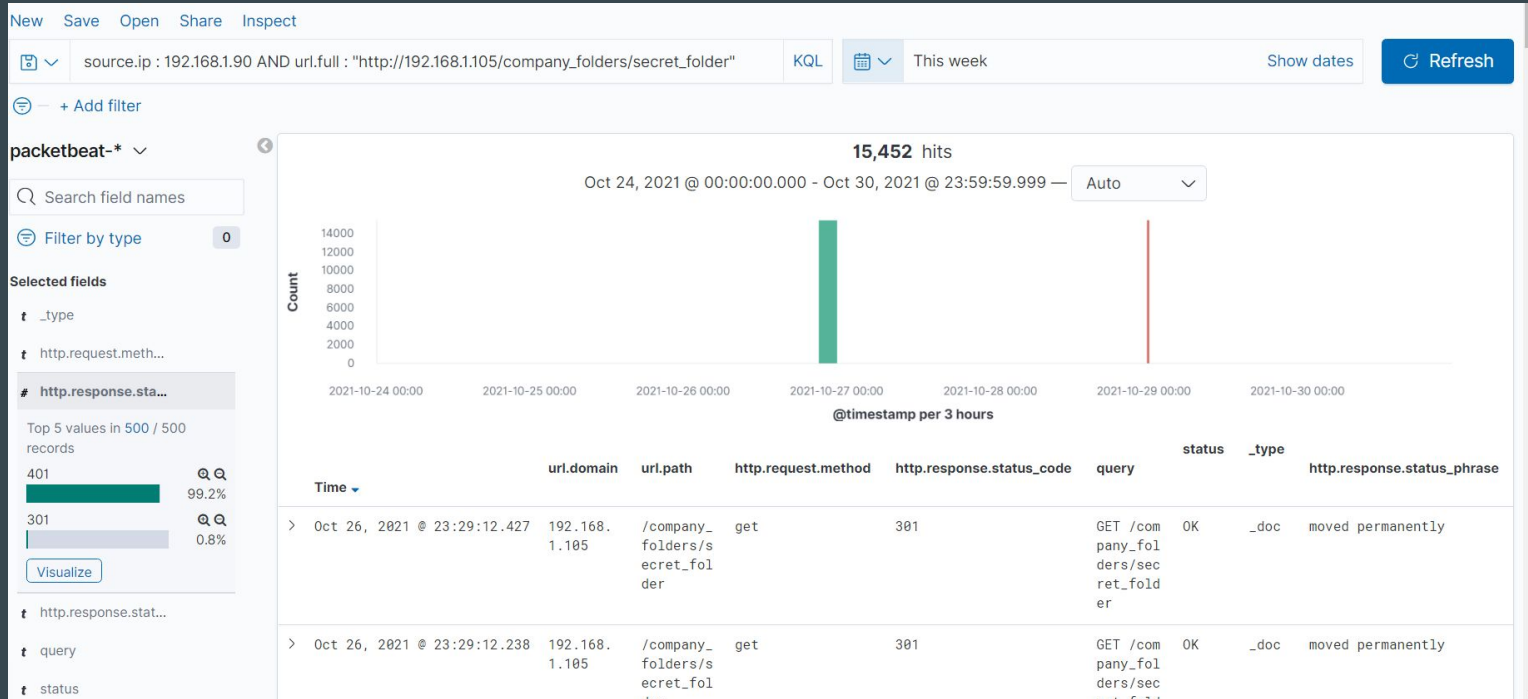 New Save Open Share Inspect
source.ip : 192.168.1.90 AND url.full : "http://192.168.1.105/company_folders/secret_folder" KQL This week Show dates Refresh
+ Add filter
packetbeat-*
Search field names
Filter by type 0
Selected fields
t _type
t http.request.meth...
# http.response.sta...
Top 5 values in 500 / 500
records
401
99.2%
301
0.8%
Visualize
t http.response.stat...
t query
t status
15,452 hits
Oct 24, 2021 @ 00:00:00.000 - Oct 30, 2021 @ 23:59:59.999 — Auto
Count
14000
12000
10000
8000
6000
4000
2000
0
2021-10-24 00:00 2021-10-25 00:00 2021-10-26 00:00 2021-10-27 00:00 2021-10-28 00:00 2021-10-29 00:00 2021-10-30 00:00
@timestamp per 3 hours
Time url.domain url.path http.request.method http.response.status_code query status _type http.response.status_phrase
Oct 26, 2021 @ 23:29:12.427 192.168. /company_ get 301 GET /com OK _doc moved permanently
1.105 folders/s pany_fol
ecret_fol ders/sec
der ret_fold
er
Oct 26, 2021 @ 23:29:12.238 192.168. /company_ get 301 GET /com OK _doc moved permanently
1.105 folders/s pany_fol
ecret_fol ders/sec